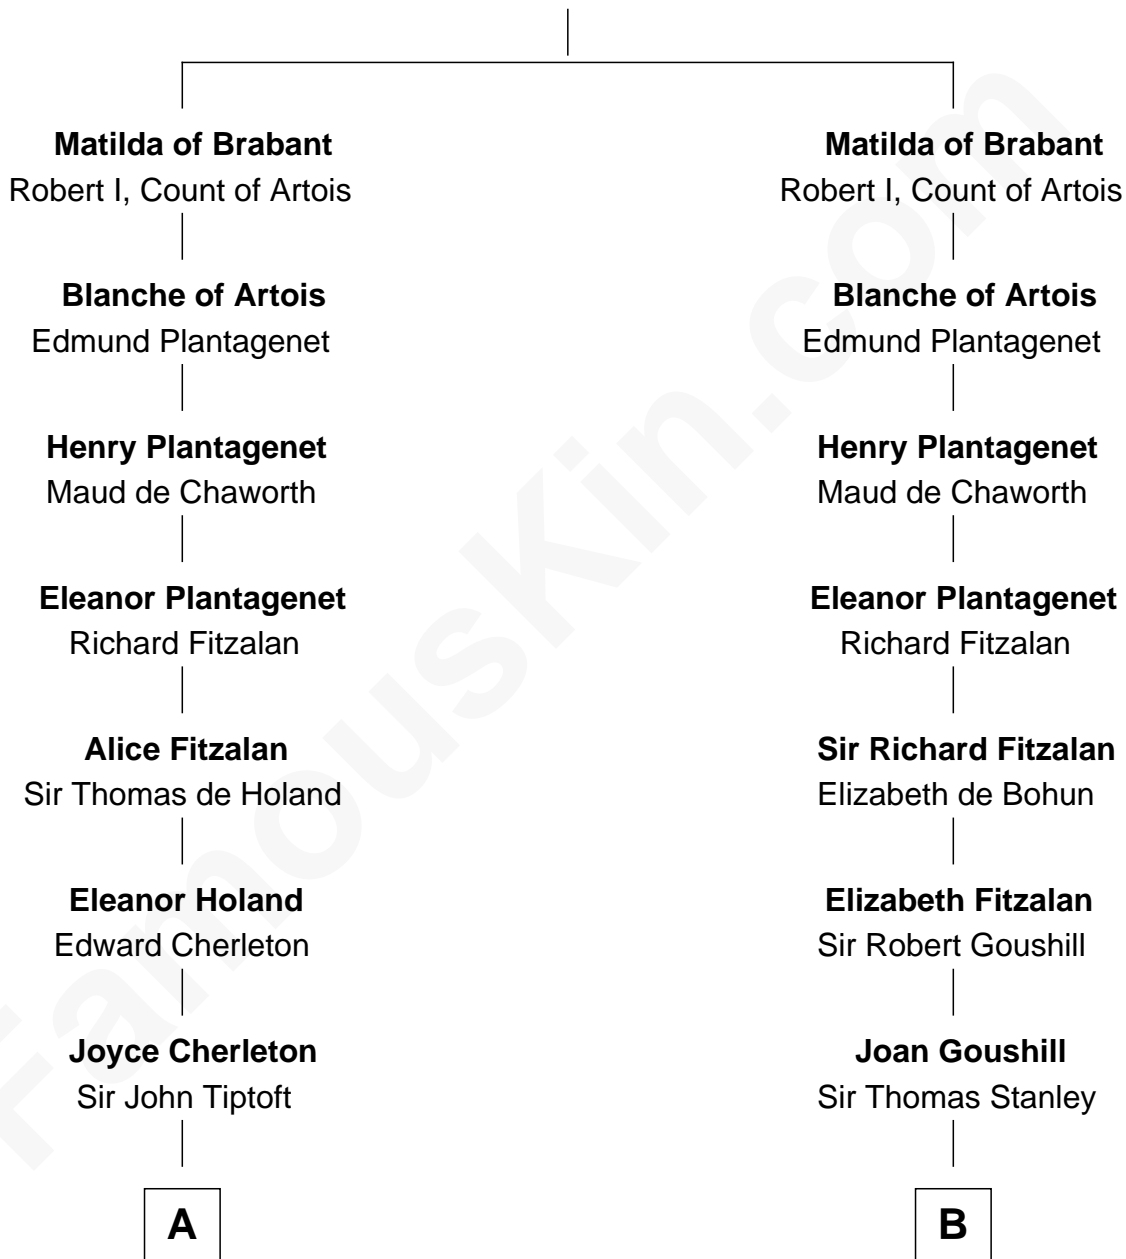 Matilda of Brabant
Robert I, Count of Artois
Blanche of Artois
Edmund Plantagenet
Henry Plantagenet
Maud de Chaworth
Eleanor Plantagenet
Richard Fitzalan
Alice Fitzalan
Sir Thomas de Holand
Eleanor Holand
Edward Cherleton
Joyce Cherleton
Sir John Tiptoft
A
Matilda of Brabant
Robert I, Count of Artois
Blanche of Artois
Edmund Plantagenet
Henry Plantagenet
Maud de Chaworth
Eleanor Plantagenet
Richard Fitzalan
Sir Richard Fitzalan
Elizabeth de Bohun
Elizabeth Fitzalan
Sir Robert Goushill
Joan Goushill
Sir Thomas Stanley
B
FamousKin.com